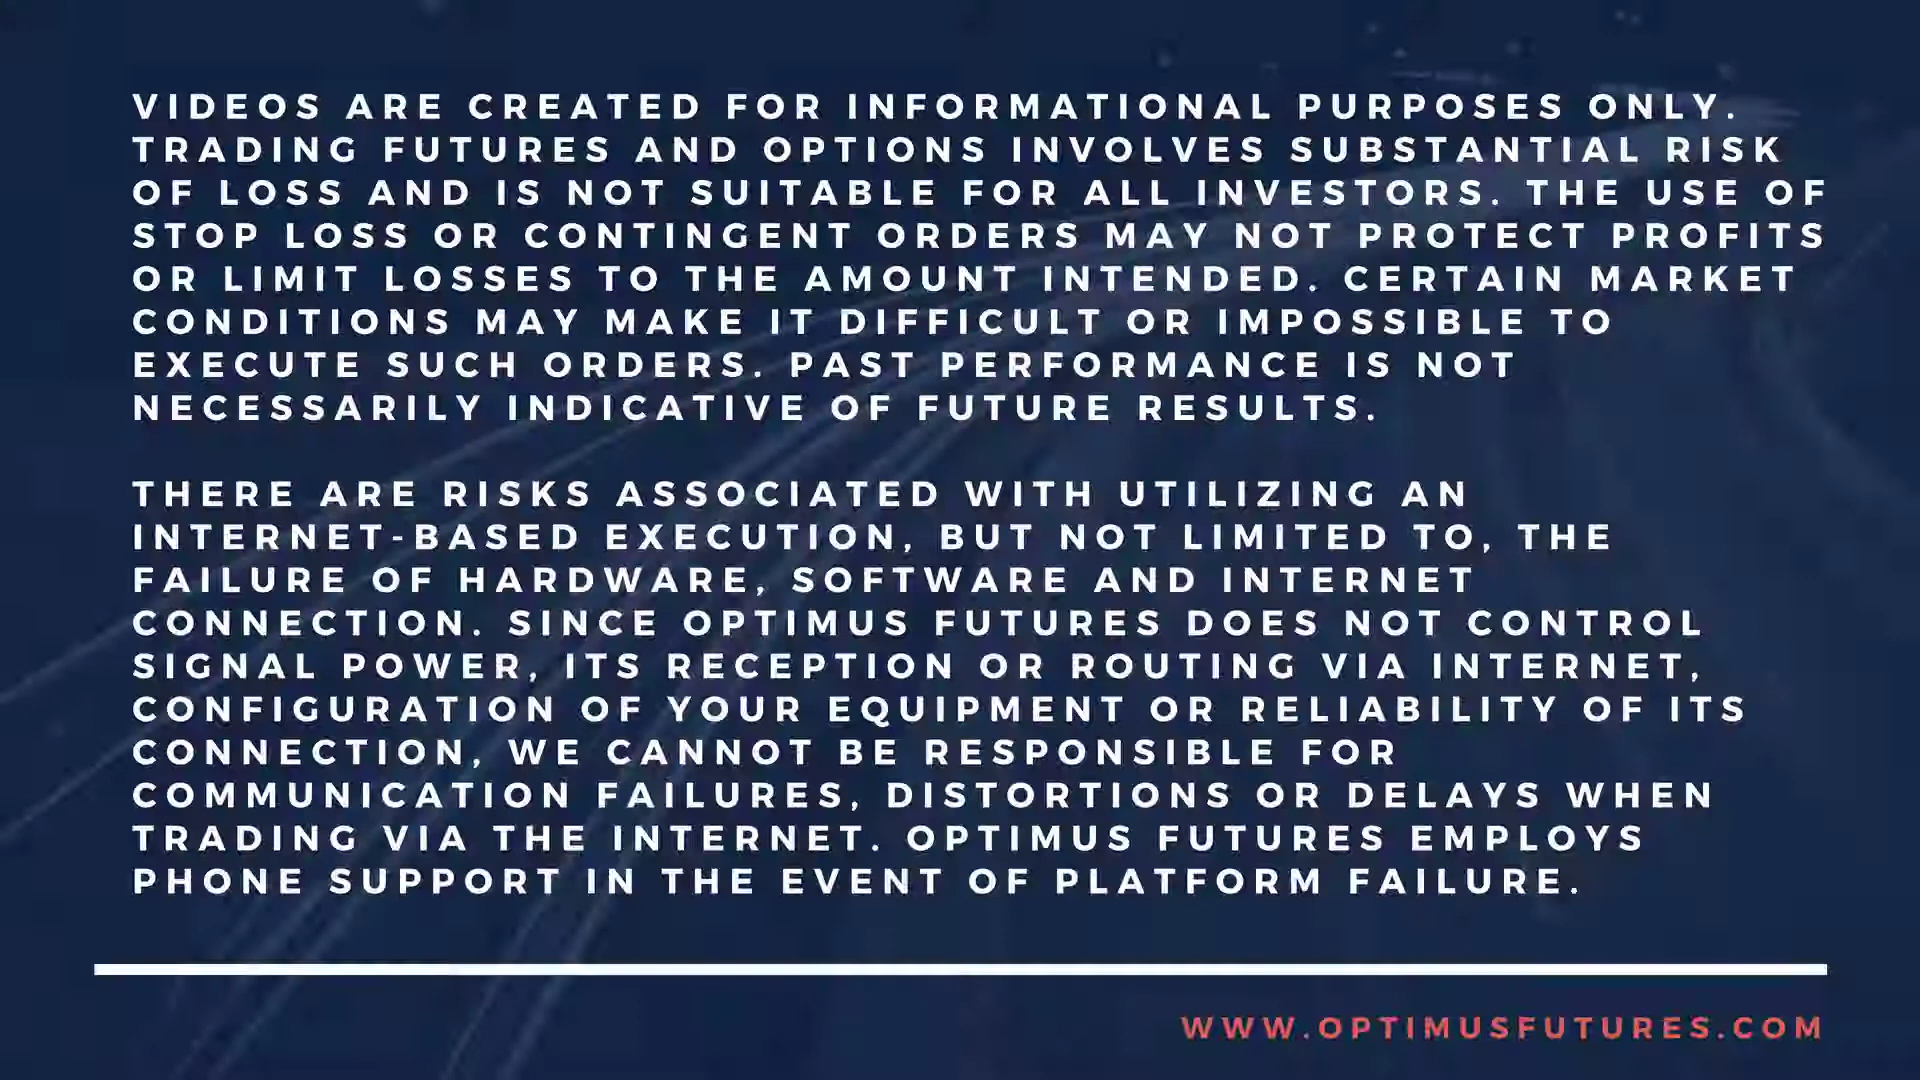 VIDEOS ARE CREATED FOR INFORMATIONAL PURPOSES ONLY.
TRADING FUTURES AND OPTIONS INVOLVES SUBSTANTIAL RISK
OF LOSS AND IS NOT SUITABLE FOR ALL INVESTORS. THE USE OF
STOP LOSS OR CONTINGENT ORDERS MAY NOT PROTECT PROFITS
OR LIMIT LOSSES TO THE AMOUNT INTENDED. CERTAIN MARKET
CONDITIONS MAY MAKE IT DIFFICULT OR IMPOSSIBLE TO
EXECUTE SUCH ORDERS. PAST PERFORMANCE IS NOT
NECESSARILY INDICATIVE OF FUTURE RESULTS.
THERE ARE RISKS ASSOCIATED WITH UTILIZING AN
INTERNET-BASED EXECUTION, BUT NOT LIMITED TO, THE
FAILURE OF HARDWARE, SOFTWARE AND INTERNET
CONNECTION. SINCE OPTIMUS FUTURES DOES NOT CONTROL
SIGNAL POWER, ITS RECEPTION OR ROUTING VIA INTERNET,
CONFIGURATION OF YOUR EQUIPMENT OR RELIABILITY OF ITS
CONNECTION, WE CANNOT BE RESPONSIBLE FOR
COMMUNICATION FAILURES, DISTORTIONS OR DELAYS WHEN
TRADING VIA THE INTERNET. OPTIMUS FUTURES EMPLOYS
PHONE SUPPORT IN THE EVENT OF PLATFORM FAILURE.
WWW.OPTIMUSFUTURES.COM